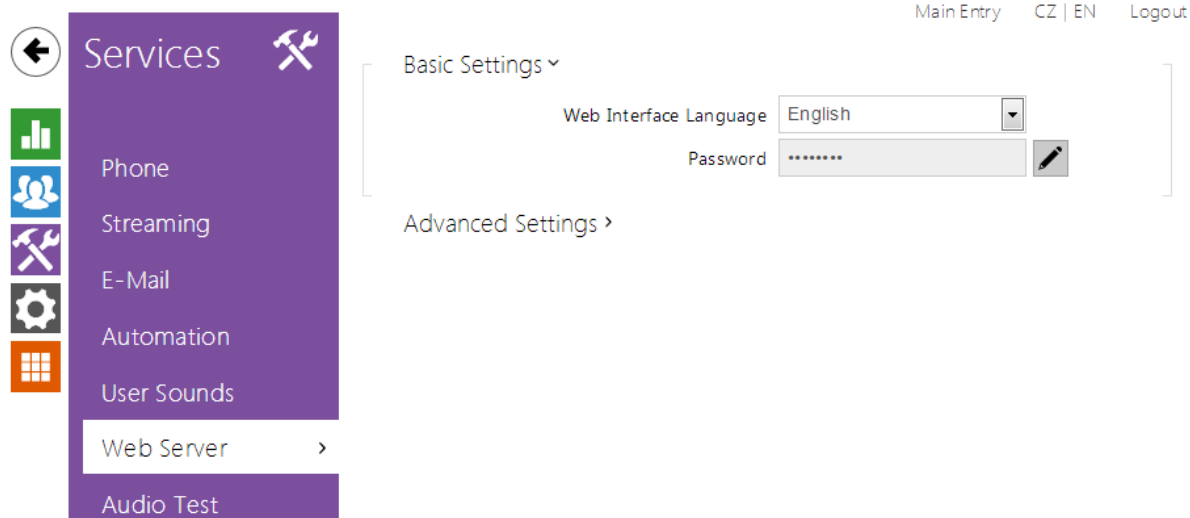 Main Entry CZ | EN Logout
Services
Phone
Streaming
E-Mail
Automation
User Sounds
Web Server
Audio Test
Basic Settings
Web Interface Language English
Password ••••••••
Advanced Settings